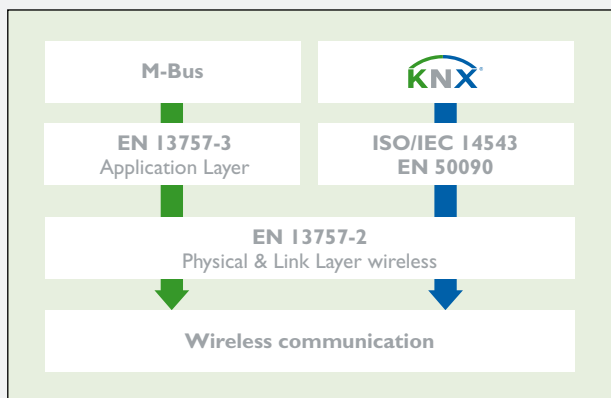 M-Bus
KNX®
EN 13757-3
Application Layer
ISO/IEC 14543
EN 50090
EN 13757-2
Physical & Link Layer wireless
Wireless communication